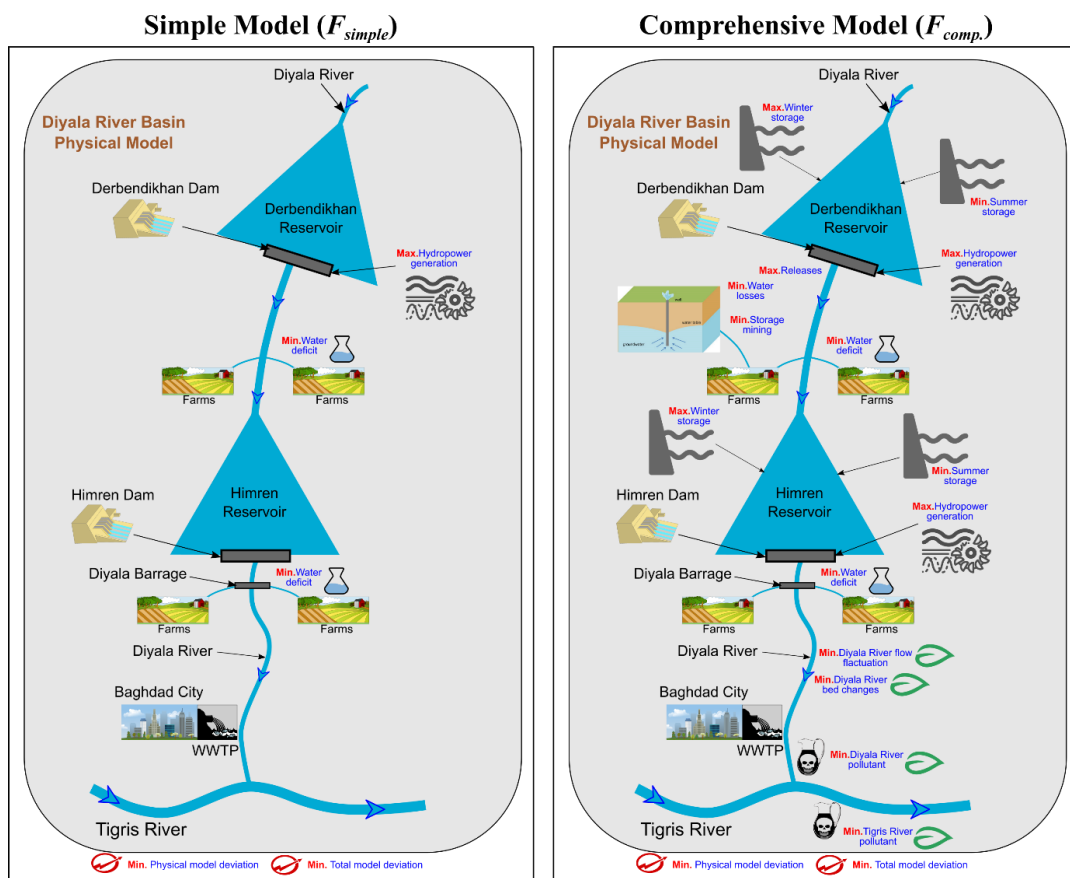 Simple Model (F_simple)
Diyala River
Diyala River Basin
Physical Model
Derbendikhan Dam
Derbendikhan
Reservoir
Max.Hydropower
generation
Min.Water
deficit
Farms
Farms
Himren Dam
Himren
Reservoir
Diyala Barrage
Min.Water
deficit
Farms
Farms
Diyala River
Baghdad City
WWTP
Tigris River
Min. Physical model deviation
Min. Total model deviation
Comprehensive Model (F_comp.)
Diyala River
Diyala River Basin
Physical Model
Max.Winter
storage
Min.Summer
storage
Derbendikhan Dam
Derbendikhan
Reservoir
Max.Hydropower
generation
Max.Releases
Min.Water
losses
Min.Storage
mining
well
water table
groundwater
Min.Water
deficit
Farms
Farms
Max.Winter
storage
Min.Summer
storage
Himren Dam
Himren
Reservoir
Max.Hydropower
generation
Diyala Barrage
Min.Water
deficit
Farms
Farms
Diyala River
Min.Diyala River flow
flactuation
Min.Diyala River
bed changes
Baghdad City
WWTP
Min.Diyala River
pollutant
Tigris River
Min.Tigris River
pollutant
Min. Physical model deviation
Min. Total model deviation